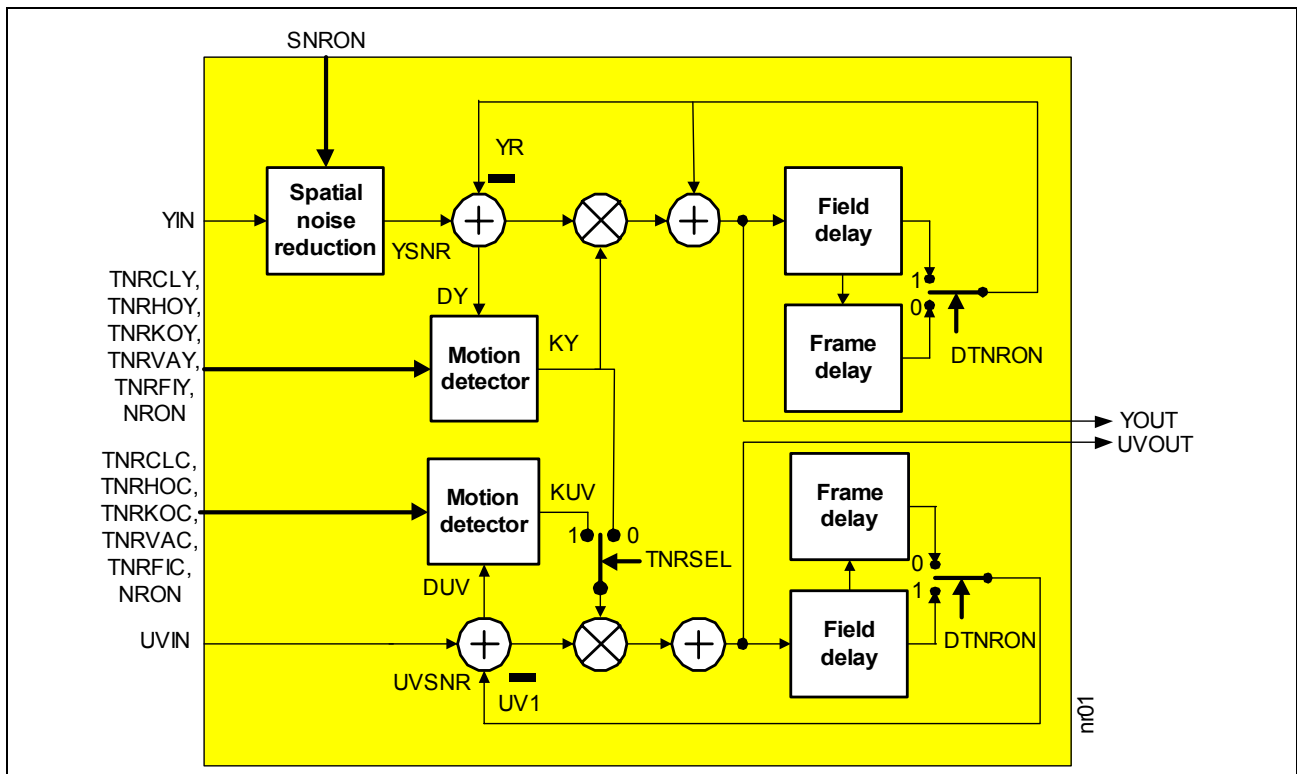 SNRON
YR
Spatial
noise
reduction
YIN
YSNR
Field
delay
1
0
DTNRON
Frame
delay
TNRCLY,
TNRHOY,
TNRKOY,
TNRVAY,
TNRFIY,
NRON
DY
Motion
detector
KY
YOUT
UVOUT
TNRCLC,
TNRHOC,
TNRKOC,
TNRVAC,
TNRFIC,
NRON
Motion
detector
KUV
1
0
TNRSEL
DUV
Frame
delay
0
1
DTNRON
Field
delay
UVIN
UVSNR
UV1
nr01